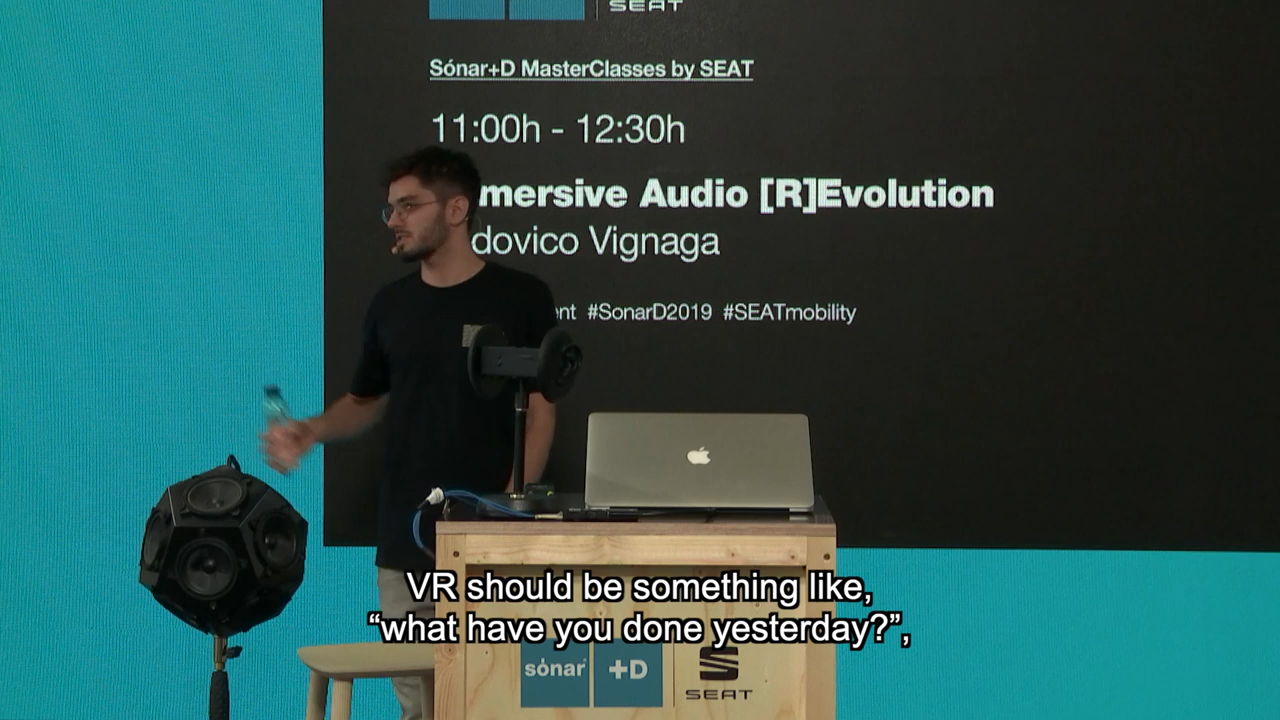 SEAT
Sónar+D MasterClasses by SEAT
11:00h - 12:30h
mersive Audio [R]Evolution
dovico Vignaga
nt #SonarD2019 #SEATmobility
VR should be something like,
“what have you done yesterday?”,
sónar +D
SEAT